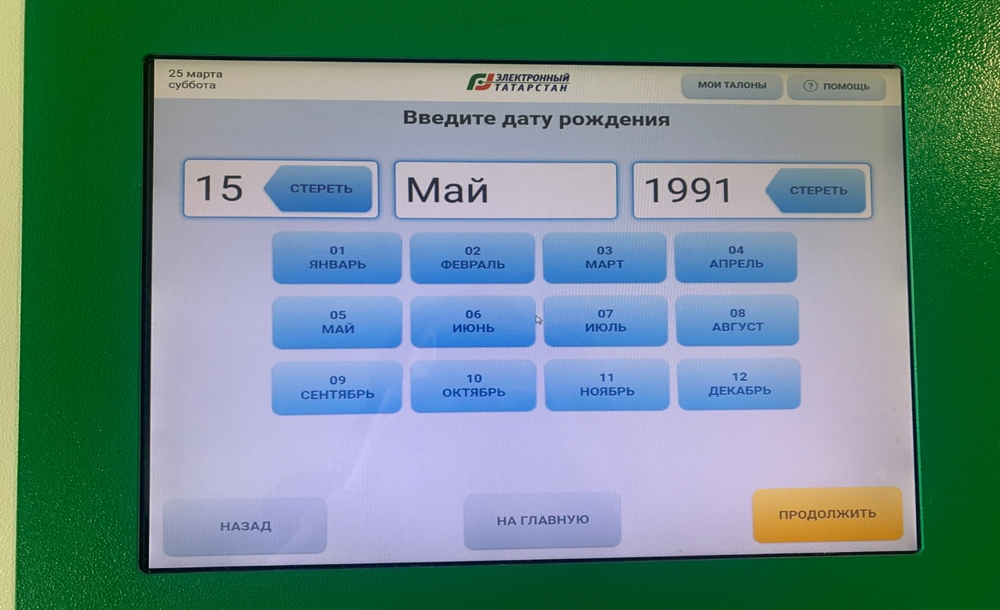 25 марта
суббота
ЭЛЕКТРОННЫЙ
ТАТАРСТАН
МОИ ТАЛОНЫ
? ПОМОЩЬ
Введите дату рождения
15 СТЕРЕТЬ Май 1991 СТЕРЕТЬ
01 02 03 04
ЯНВАРЬ ФЕВРАЛЬ МАРТ АПРЕЛЬ
05 06 07 08
МАЙ ИЮНЬ ИЮЛЬ АВГУСТ
09 10 11 12
СЕНТЯБРЬ ОКТЯБРЬ НОЯБРЬ ДЕКАБРЬ
НАЗАД НА ГЛАВНУЮ ПРОДОЛЖИТЬ